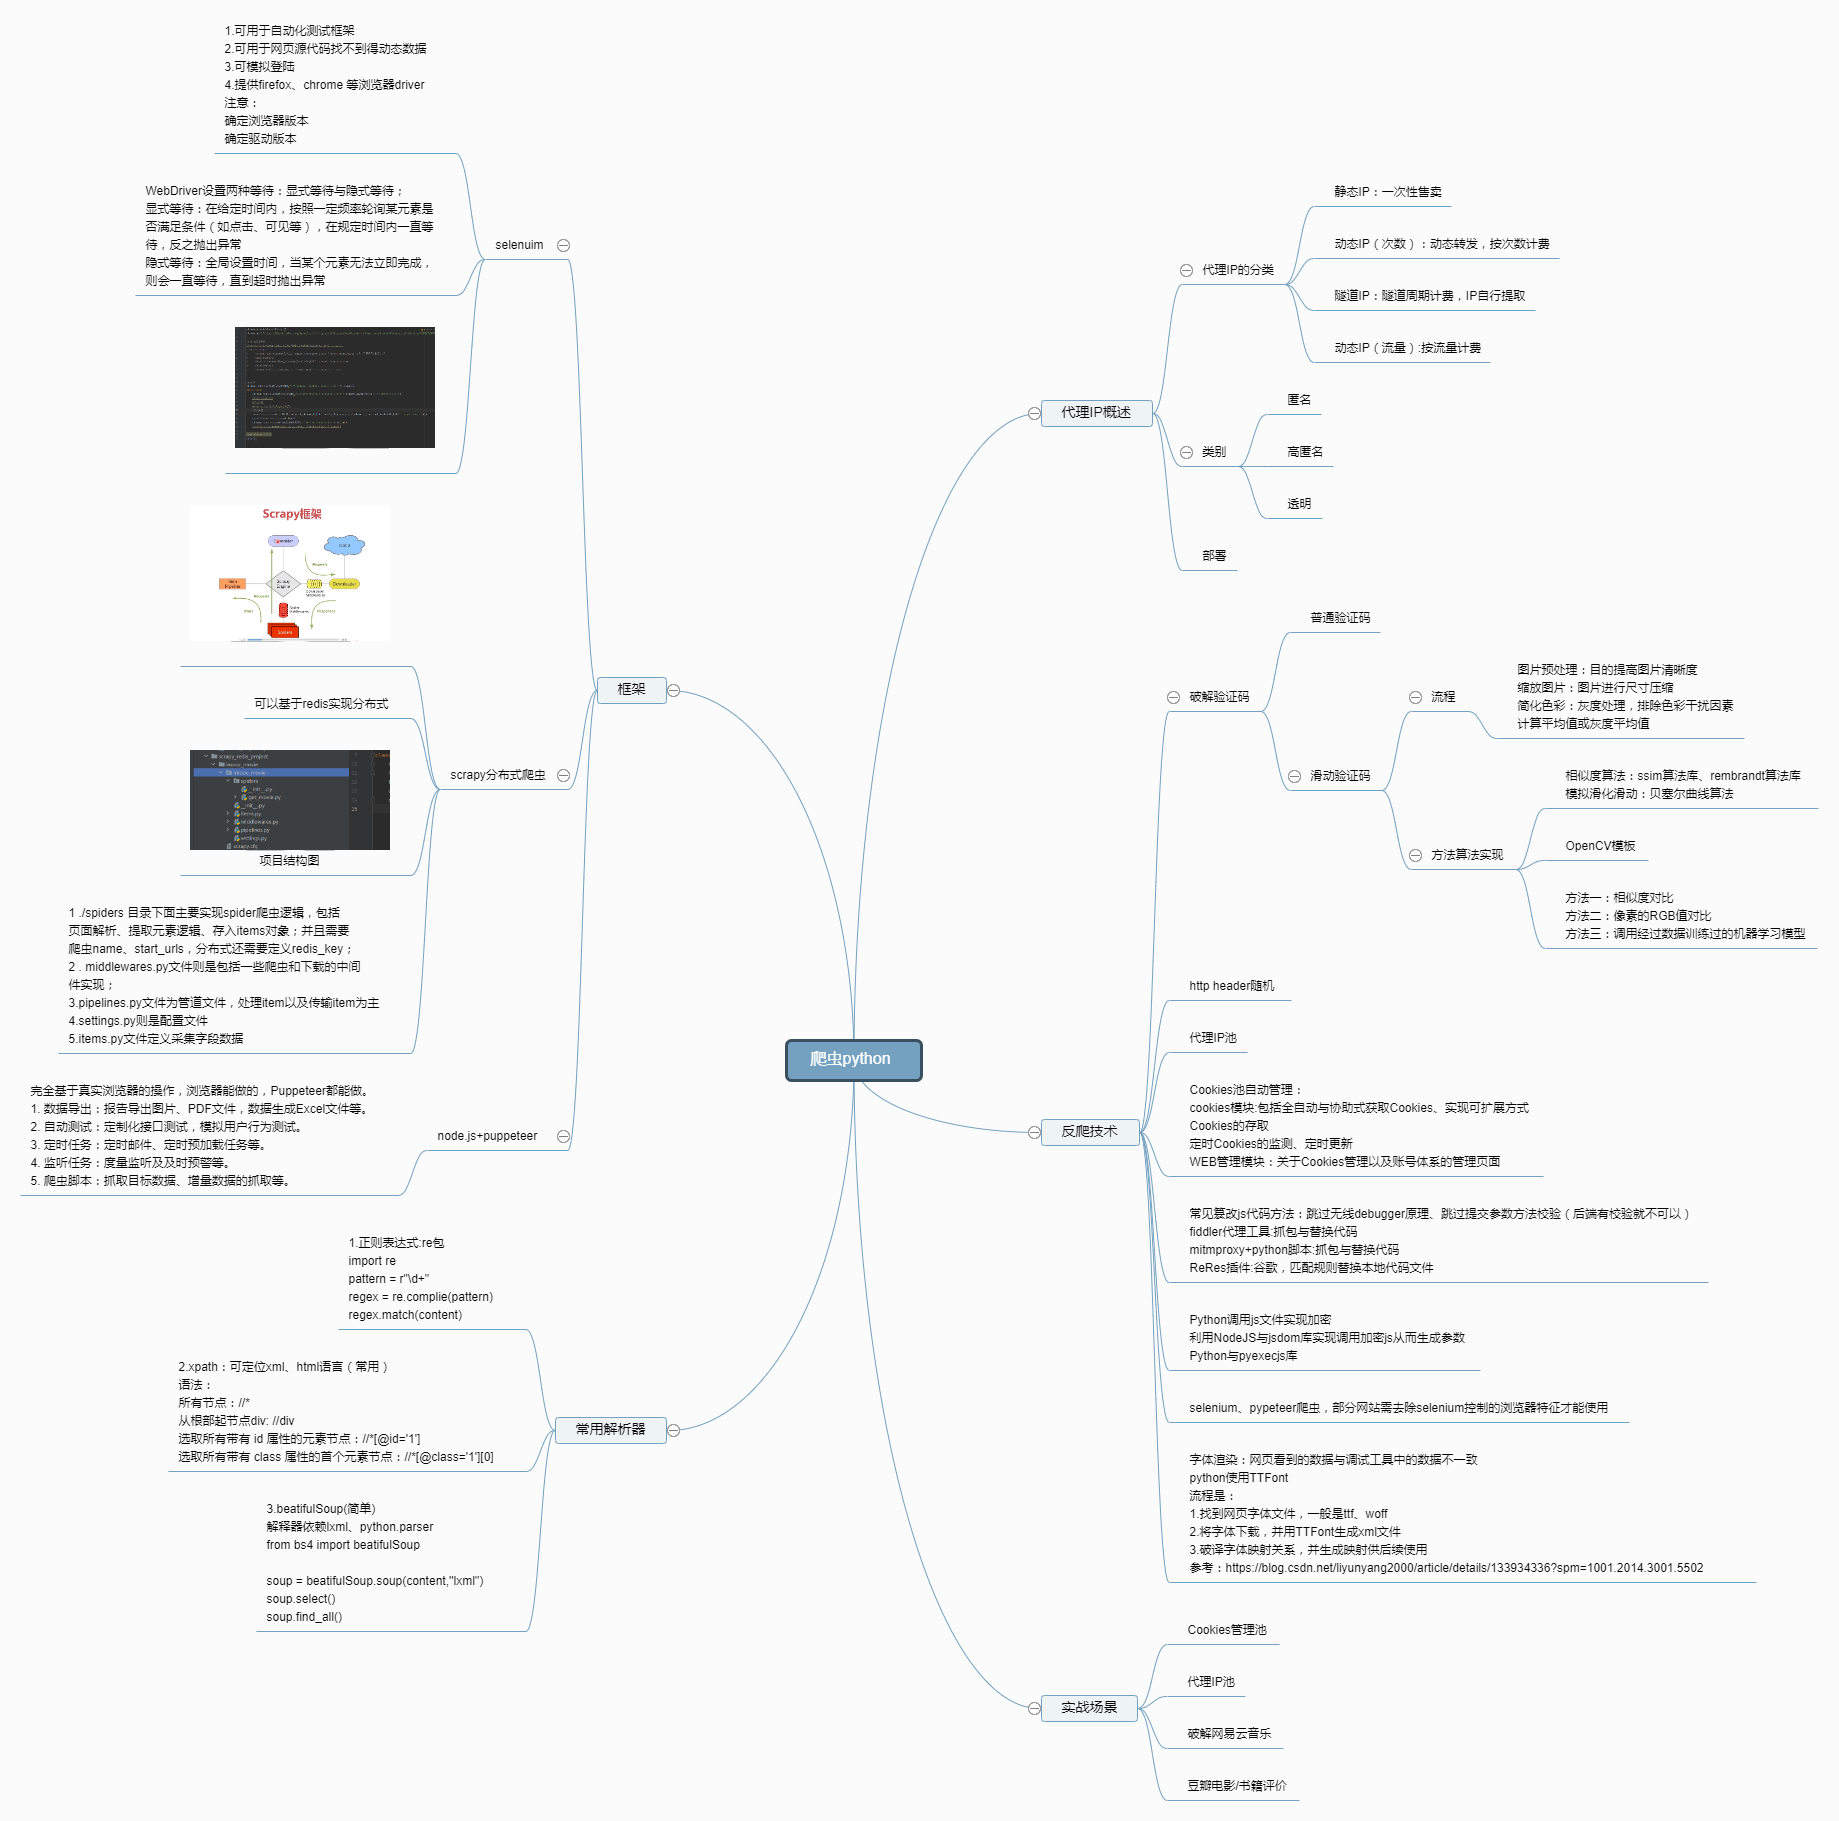 爬虫python
框架
selenuim
1.可用于自动化测试框架
2.可用于网页源代码找不到得动态数据
3.可模拟登陆
4.提供firefox、chrome 等浏览器driver
注意：
确定浏览器版本
确定驱动版本
WebDriver设置两种等待：显式等待与隐式等待；
显式等待：在给定时间内，按照一定频率轮询某元素是
否满足条件（如点击、可见等），在规定时间内一直等
待，反之抛出异常
隐式等待：全局设置时间，当某个元素无法立即完成，
则会一直等待，直到超时抛出异常
scrapy分布式爬虫
Scrapy框架
Scrapy
Engine
Downloader
Spiders
可以基于redis实现分布式
scrapy_redis_project
imooc_movie
imooc_movie
spiders
__init__.py
get_movie.py
__init__.py
items.py
middlewares.py
pipelines.py
settings.py
scrapy.cfg
项目结构图
1 ./spiders 目录下面主要实现spider爬虫逻辑，包括
页面解析、提取元素逻辑、存入items对象；并且需要
爬虫name、start_urls，分布式还需要定义redis_key；
2 . middlewares.py文件则是包括一些爬虫和下载的中间
件实现；
3.pipelines.py文件为管道文件，处理item以及传输item为主
4.settings.py则是配置文件
5.items.py文件定义采集字段数据
node.js+puppeteer
完全基于真实浏览器的操作，浏览器能做的，Puppeteer都能做。
1. 数据导出：报告导出图片、PDF文件，数据生成Excel文件等。
2. 自动测试：定制化接口测试，模拟用户行为测试。
3. 定时任务：定时邮件、定时预加载任务等。
4. 监听任务：度量监听及及时预警等。
5. 爬虫脚本：抓取目标数据、增量数据的抓取等。
常用解析器
1.正则表达式:re包
import re
pattern = r"\d+"
regex = re.complie(pattern)
regex.match(content)
2.xpath：可定位xml、html语言（常用）
语法：
所有节点：//*
从根部起节点div: //div
选取所有带有 id 属性的元素节点：//*[@id='1']
选取所有带有 class 属性的首个元素节点：//*[@class='1'][0]
3.beatifulSoup(简单)
解释器依赖lxml、python.parser
from bs4 import beatifulSoup
soup = beatifulSoup.soup(content,"lxml")
soup.select()
soup.find_all()
代理IP概述
代理IP的分类
静态IP：一次性售卖
动态IP（次数）：动态转发，按次数计费
隧道IP：隧道周期计费，IP自行提取
动态IP（流量）:按流量计费
类别
匿名
高匿名
透明
部署
反爬技术
破解验证码
普通验证码
滑动验证码
流程
图片预处理：目的提高图片清晰度
缩放图片：图片进行尺寸压缩
简化色彩：灰度处理，排除色彩干扰因素
计算平均值或灰度平均值
方法算法实现
相似度算法：ssim算法库、rembrandt算法库
模拟滑化滑动：贝塞尔曲线算法
OpenCV模板
方法一：相似度对比
方法二：像素的RGB值对比
方法三：调用经过数据训练过的机器学习模型
http header随机
代理IP池
Cookies池自动管理：
cookies模块:包括全自动与协助式获取Cookies、实现可扩展方式
Cookies的存取
定时Cookies的监测、定时更新
WEB管理模块：关于Cookies管理以及账号体系的管理页面
常见篡改js代码方法：跳过无线debugger原理、跳过提交参数方法校验（后端有校验就不可以）
fiddler代理工具:抓包与替换代码
mitmproxy+python脚本:抓包与替换代码
ReRes插件:谷歌，匹配规则替换本地代码文件
Python调用js文件实现加密
利用NodeJS与jsdom库实现调用加密js从而生成参数
Python与pyexecjs库
selenium、pypeteer爬虫，部分网站需去除selenium控制的浏览器特征才能使用
字体渲染：网页看到的数据与调试工具中的数据不一致
python使用TTFont
流程是：
1.找到网页字体文件，一般是ttf、woff
2.将字体下载，并用TTFont生成xml文件
3.破译字体映射关系，并生成映射供后续使用
参考：https://blog.csdn.net/liyunyang2000/article/details/133934336?spm=1001.2014.3001.5502
实战场景
Cookies管理池
代理IP池
破解网易云音乐
豆瓣电影/书籍评价